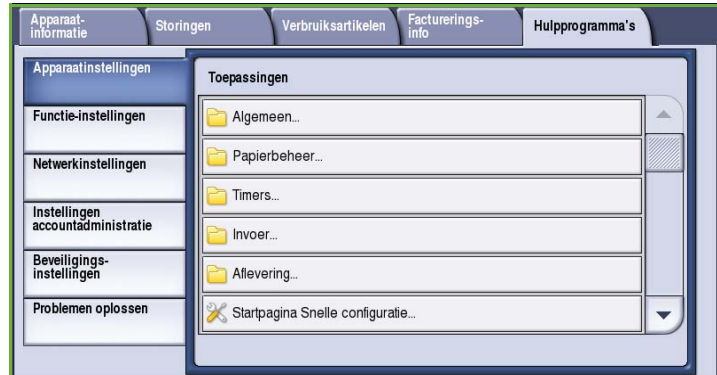 Apparaat-
informatie
Storingen
Verbruiksartikelen
Facturerings-
info
Hulpprogramma's
Apparaatinstellingen
Functie-instellingen
Netwerkinstellingen
Instellingen
accountadministratie
Beveiligings-
instellingen
Problemen oplossen
Toepassingen
Algemeen...
Papierbeheer...
Timers...
Invoer...
Aflevering...
Startpagina Snelle configuratie...